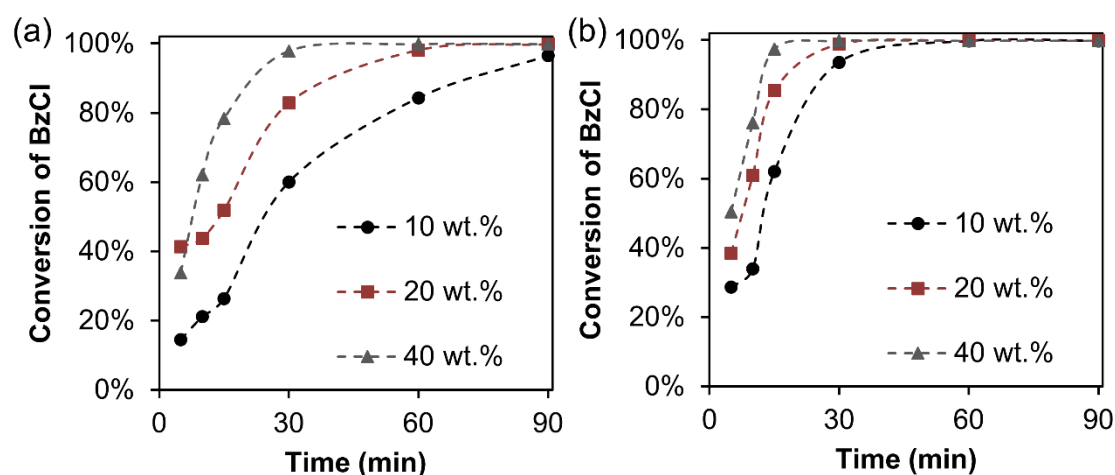 (a)
Conversion of BzCl
100%
80%
60%
40%
20%
0%
10 wt.%
20 wt.%
40 wt.%
0 30 60 90
Time (min)
(b)
Conversion of BzCl
100%
80%
60%
40%
20%
0%
10 wt.%
20 wt.%
40 wt.%
0 30 60 90
Time (min)